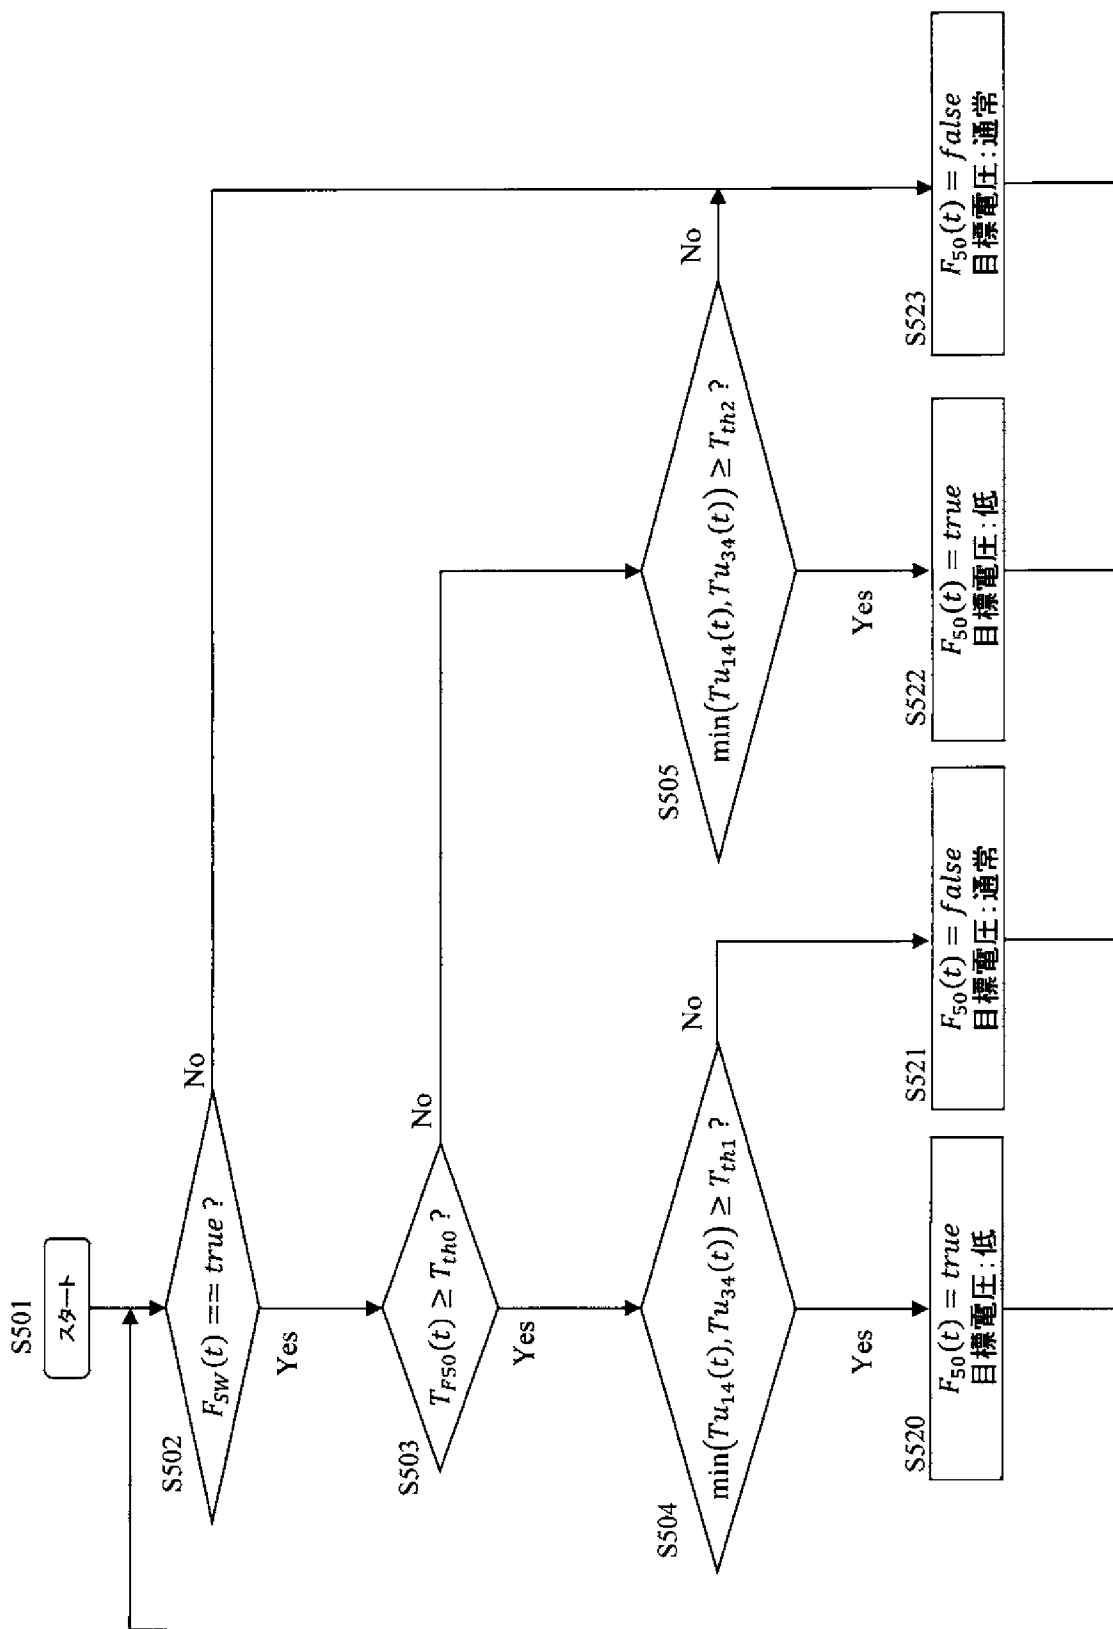 S501
スタート
S502
F_SW(t) == true ?
No
Yes
S503
T_F50(t) ≥ T_th0 ?
No
Yes
S504
min(Tu_14(t), Tu_34(t)) ≥ T_th1 ?
No
Yes
S505
min(Tu_14(t), Tu_34(t)) ≥ T_th2 ?
No
Yes
S520
F_50(t) = true
目標電圧:低
S521
F_50(t) = false
目標電圧:通常
S522
F_50(t) = true
目標電圧:低
S523
F_50(t) = false
目標電圧:通常